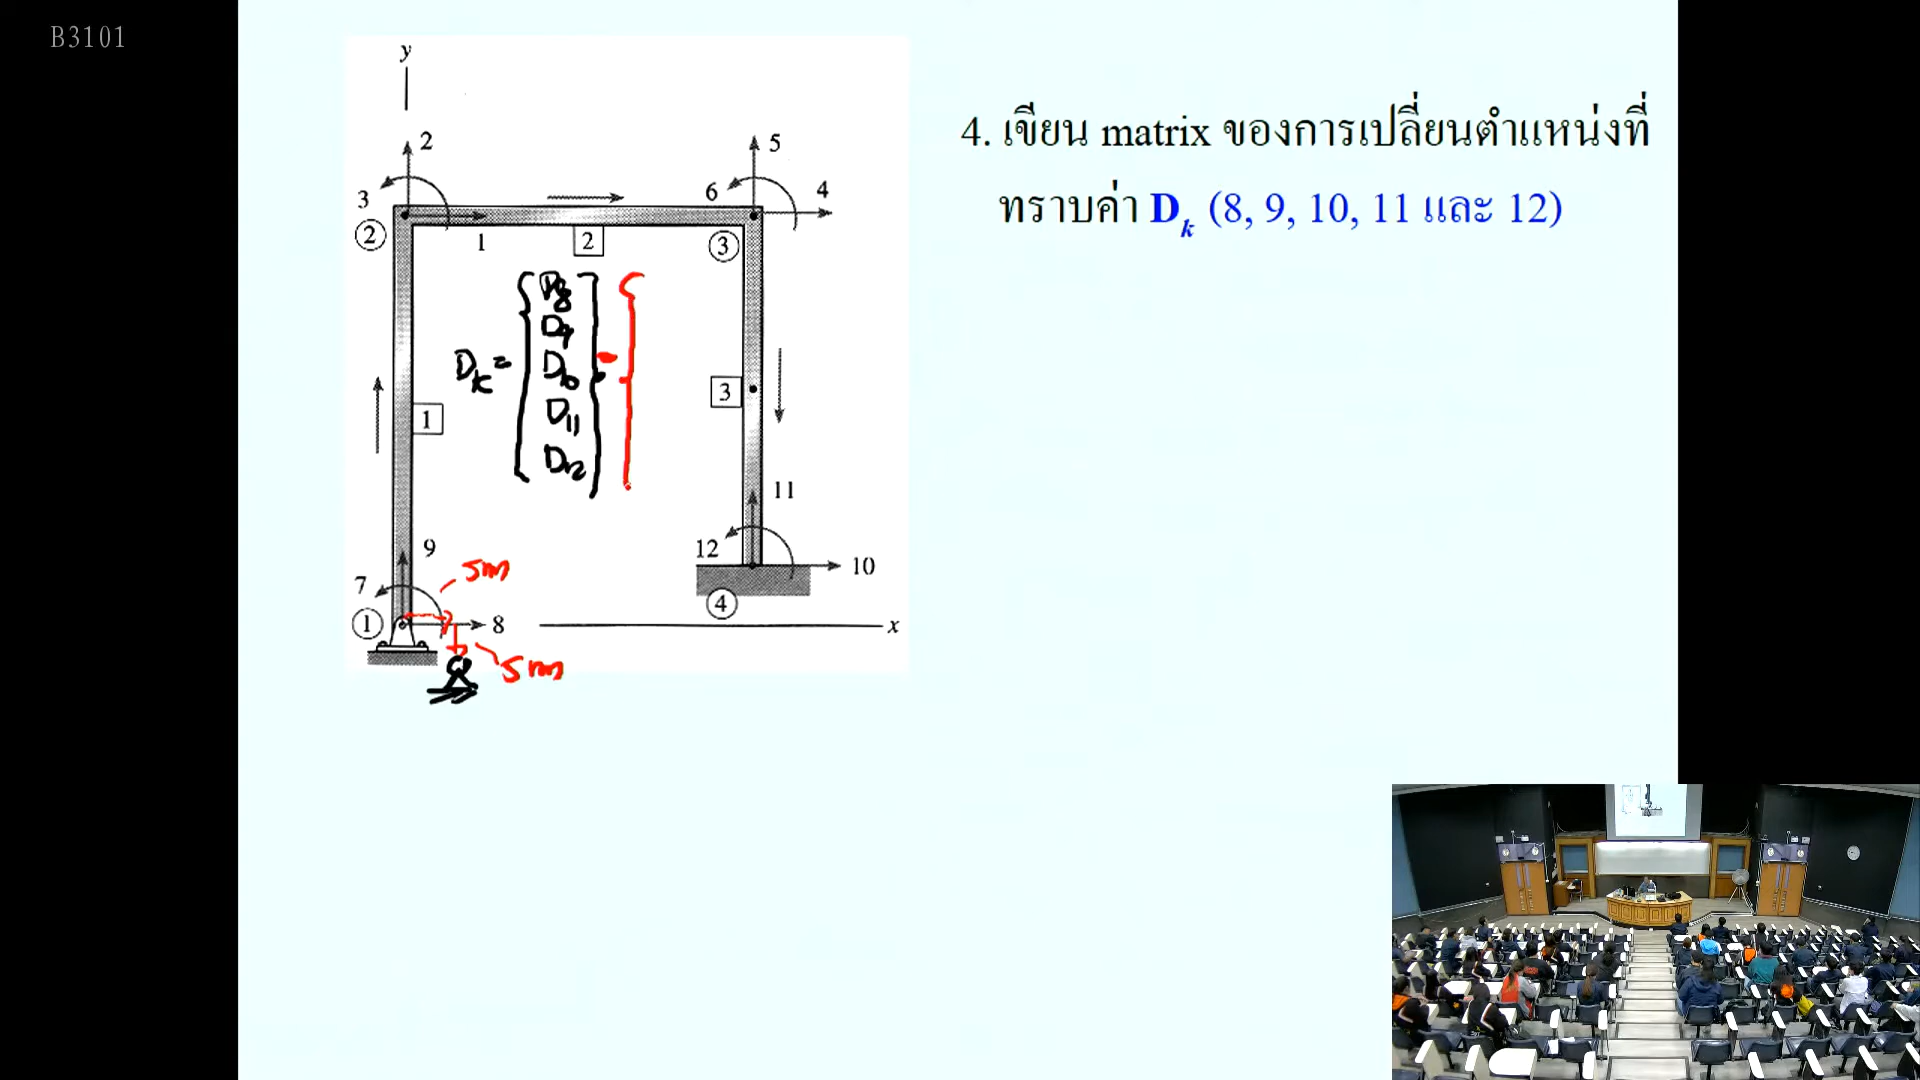 B3101
y
2
5
3
6
4
2
1
2
3
4. เขียน matrix ของการเปลี่ยนตำแหน่งที่
ทราบค่า Dk (8, 9, 10, 11 และ 12)
Dk =
D8
D9
D10
D11
D12
1
3
11
9
12
10
7
5m
1
8
4
x
5m